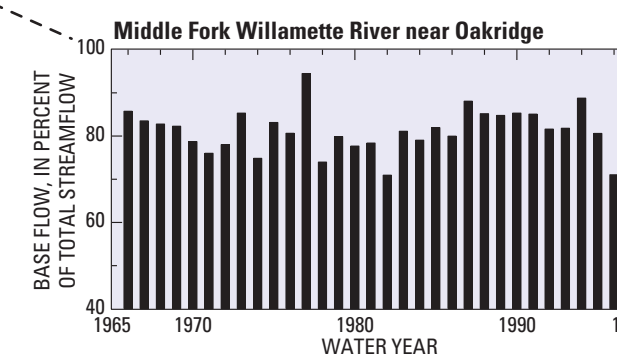 Middle Fork Willamette River near Oakridge
BASE FLOW, IN PERCENT
OF TOTAL STREAMFLOW
100
80
60
40
1965 1970 1980 1990
WATER YEAR